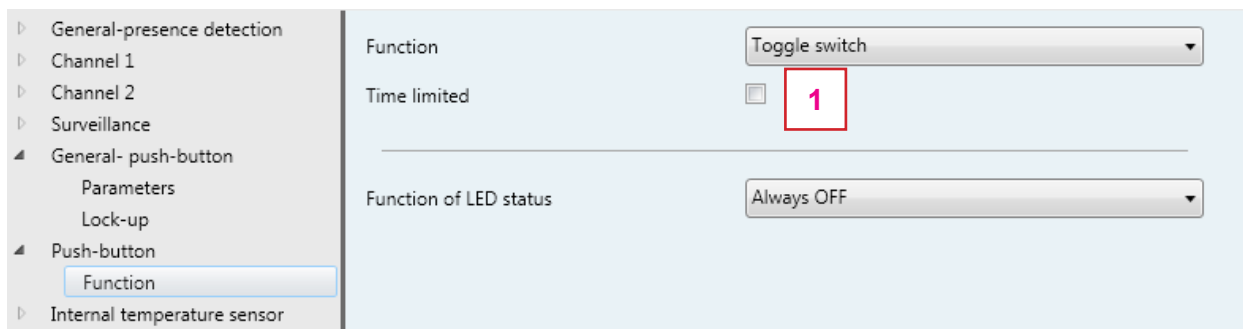 General-presence detection
Channel 1
Channel 2
Surveillance
General- push-button
Parameters
Lock-up
Push-button
Function
Internal temperature sensor
Function
Toggle switch
Time limited
1
Function of LED status
Always OFF